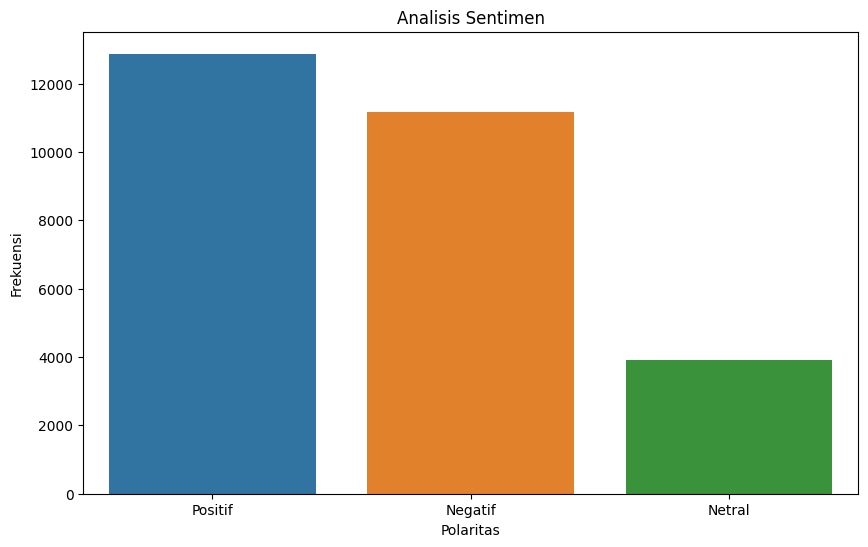 Analisis Sentimen
12000
10000
8000
6000
4000
2000
0
Frekuensi
Positif
Negatif
Netral
Polaritas